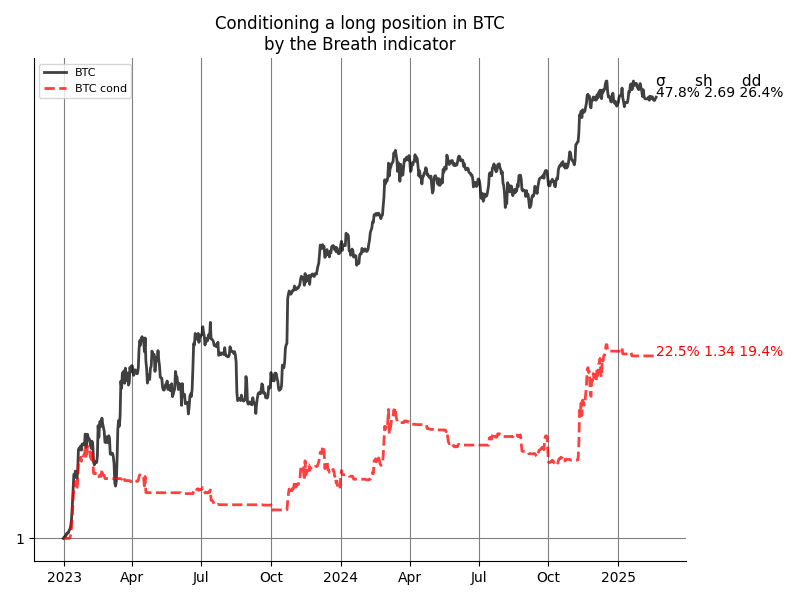 Conditioning a long position in BTC
by the Breath indicator
BTC
BTC cond
σ sh dd
47.8% 2.69 26.4%
22.5% 1.34 19.4%
1
2023 Apr Jul Oct 2024 Apr Jul Oct 2025